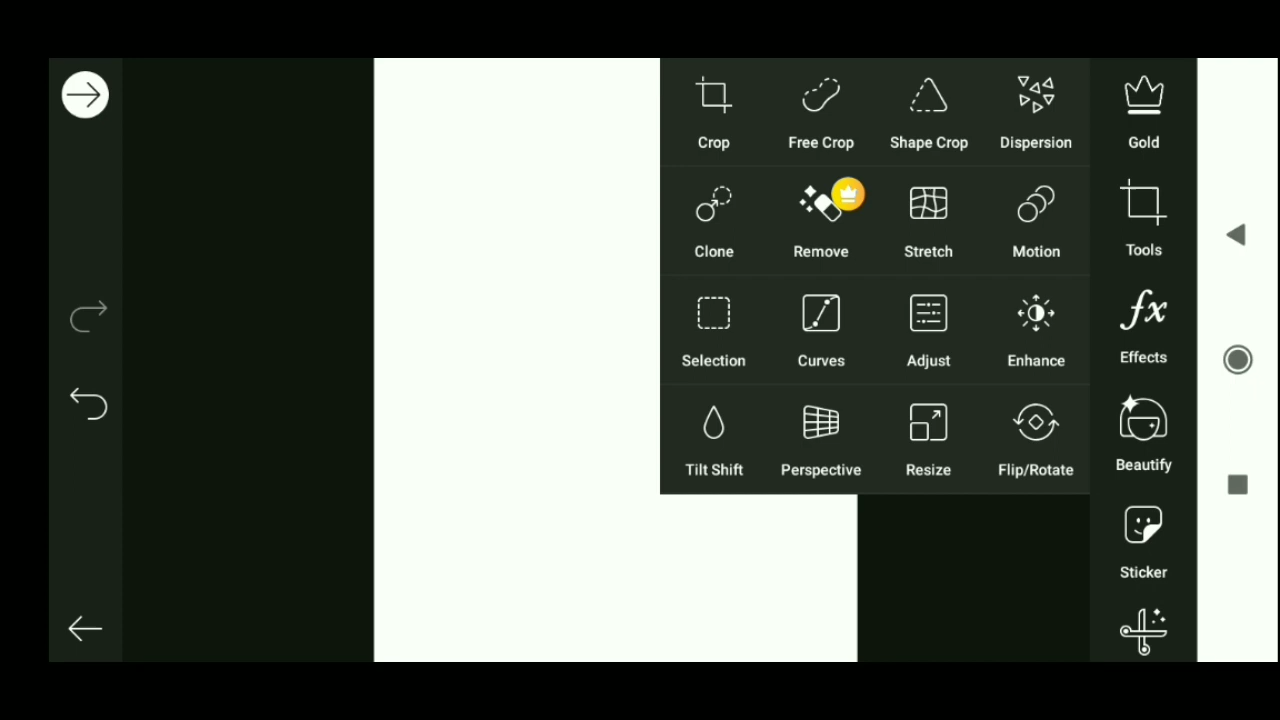 Crop Free Crop Shape Crop Dispersion Gold
Clone Remove Stretch Motion Tools
Selection Curves Adjust Enhance fx Effects
Tilt Shift Perspective Resize Flip/Rotate Beautify
Sticker